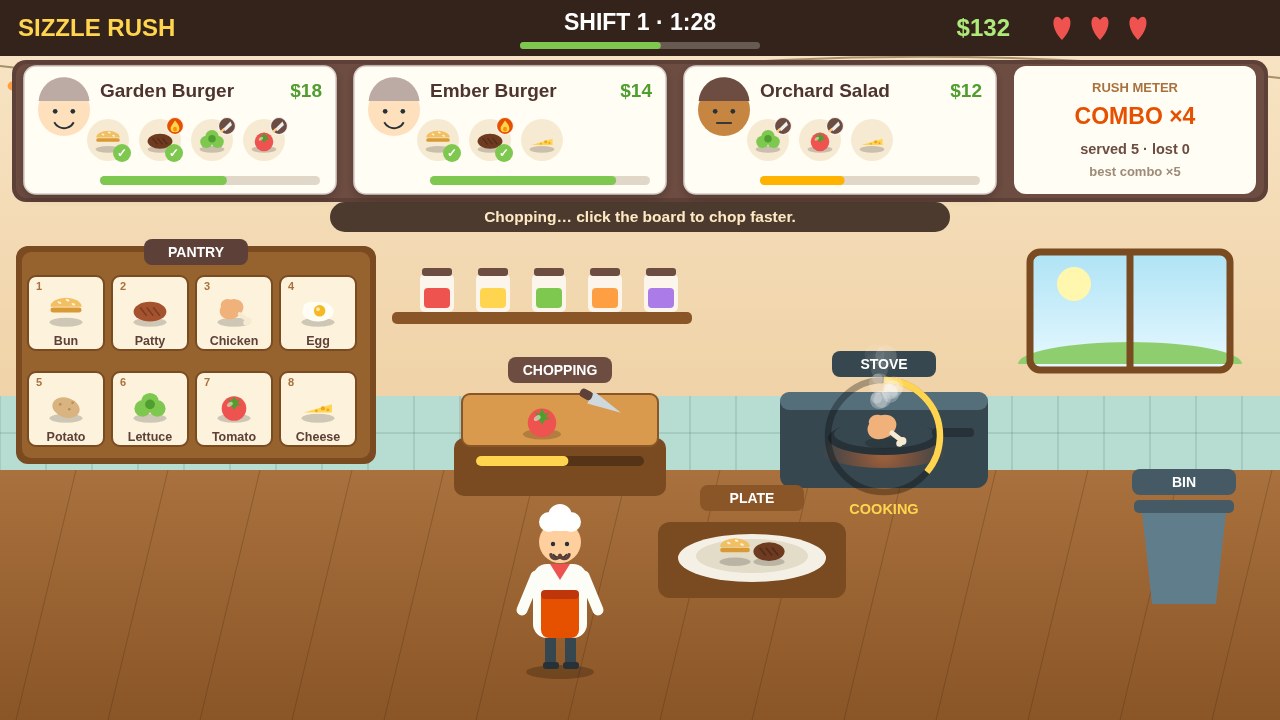 SIZZLE RUSH
SHIFT 1 · 1:28
$132
Garden Burger $18
Ember Burger $14
Orchard Salad $12
RUSH METER
COMBO ×4
served 5 · lost 0
best combo ×5
Chopping… click the board to chop faster.
PANTRY
1 2 3 4
Bun Patty Chicken Egg
5 6 7 8
Potato Lettuce Tomato Cheese
CHOPPING
STOVE
COOKING
PLATE
BIN